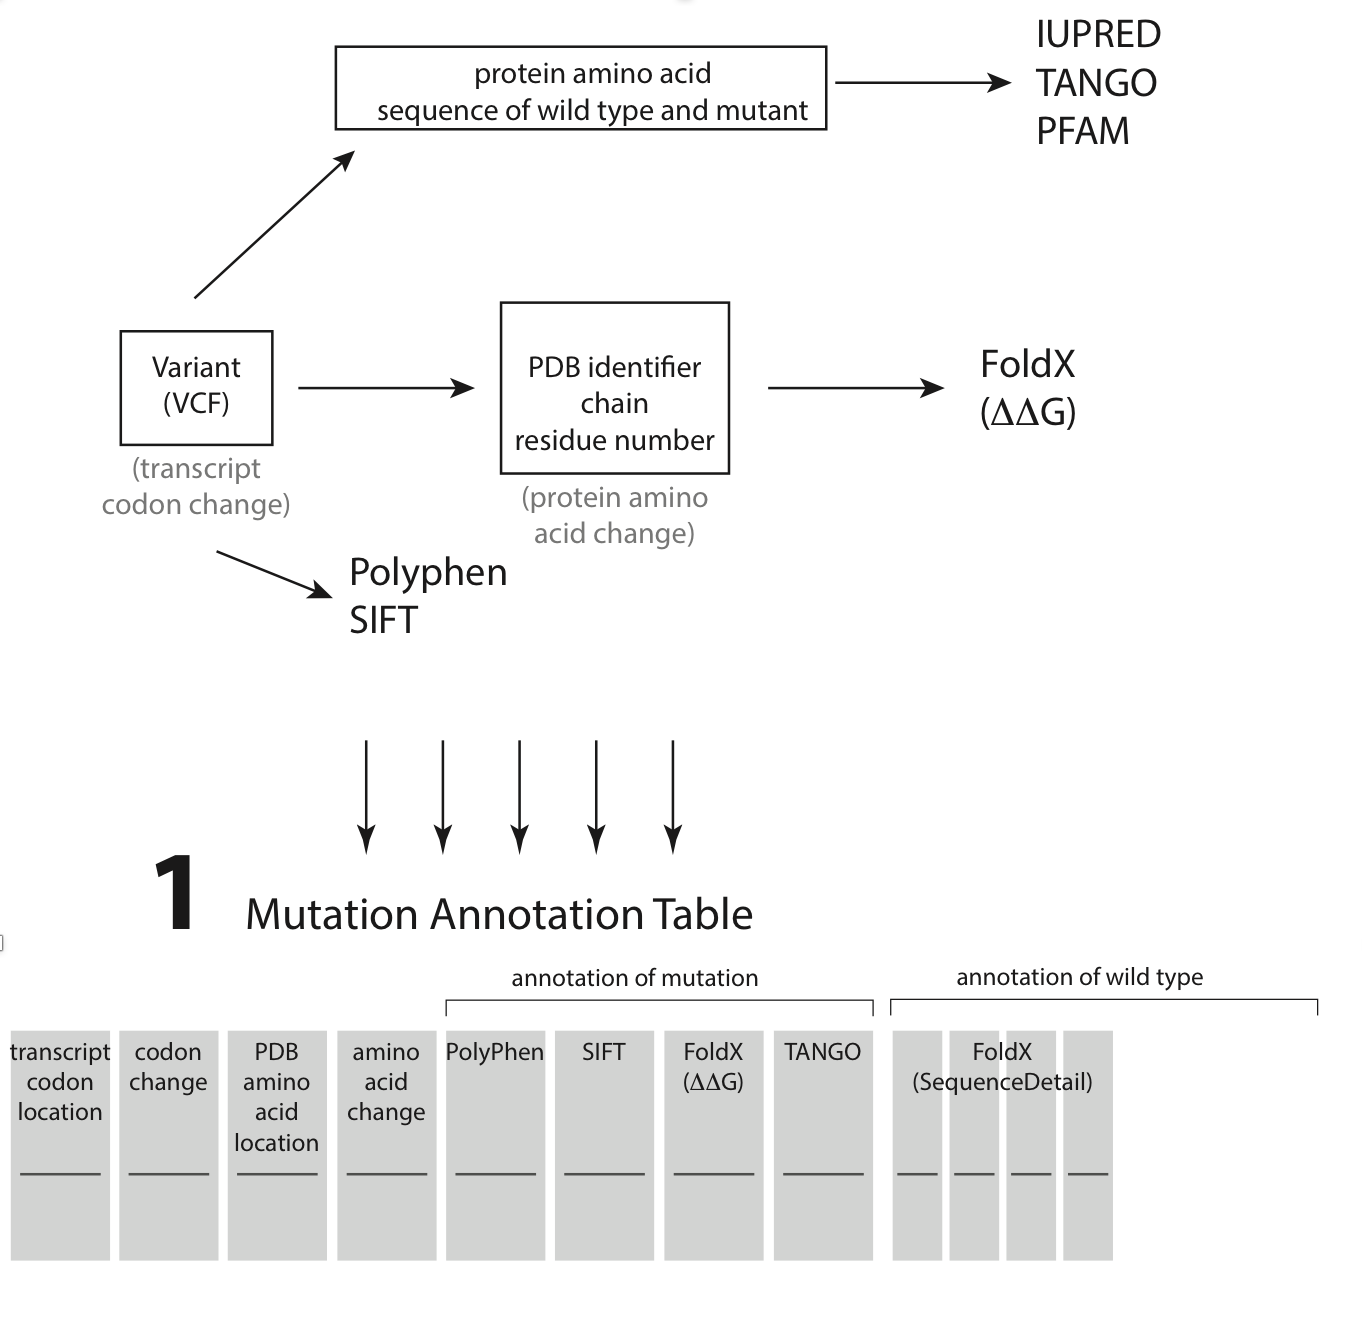 IUPRED
TANGO
PFAM
protein amino acid
sequence of wild type and mutant
Variant
(VCF)
(transcript
codon change)
PDB identifier
chain
residue number
(protein amino
acid change)
FoldX
(ΔΔG)
Polyphen
SIFT
1
Mutation Annotation Table
annotation of mutation
annotation of wild type
transcript
codon
location
codon
change
PDB
amino
acid
location
amino
acid
change
PolyPhen
SIFT
FoldX
(ΔΔG)
TANGO
FoldX
(SequenceDetail)